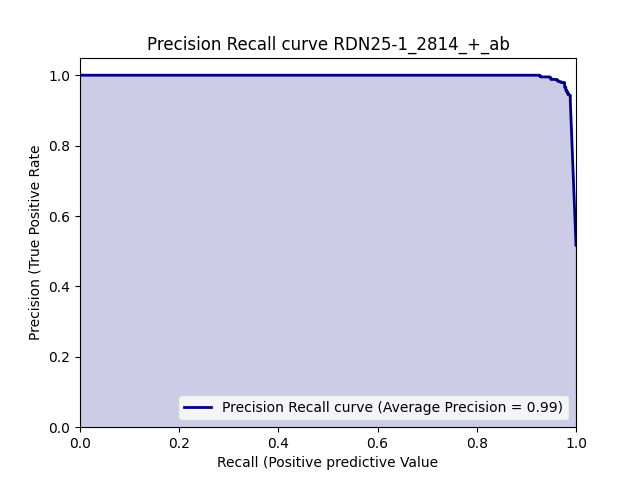 Precision Recall curve RDN25-1_2814_+_ab
Precision (True Positive Rate
1.0
0.8
0.6
0.4
0.2
0.0
Precision Recall curve (Average Precision = 0.99)
0.0 0.2 0.4 0.6 0.8 1.0
Recall (Positive predictive Value